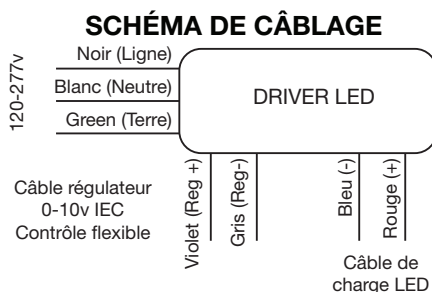 SCHÉMA DE CÂBLAGE
120-277v
Noir (Ligne)
Blanc (Neutre)
Green (Terre)
DRIVER LED
Violet (Reg +)
Gris (Reg-)
Bleu (-)
Rouge (+)
Câble régulateur
0-10v IEC
Contrôle flexible
Câble de
charge LED